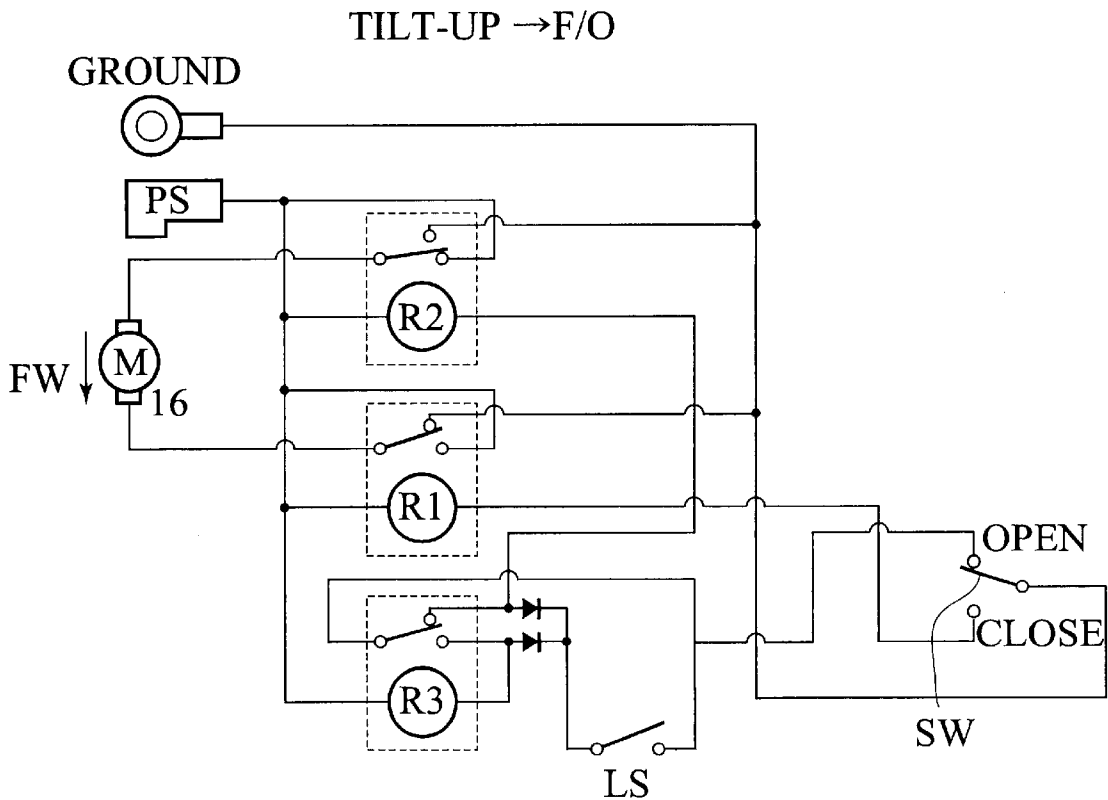 TILT-UP →F/O
GROUND
PS
R2
FW
M
16
R1
OPEN
CLOSE
R3
SW
LS